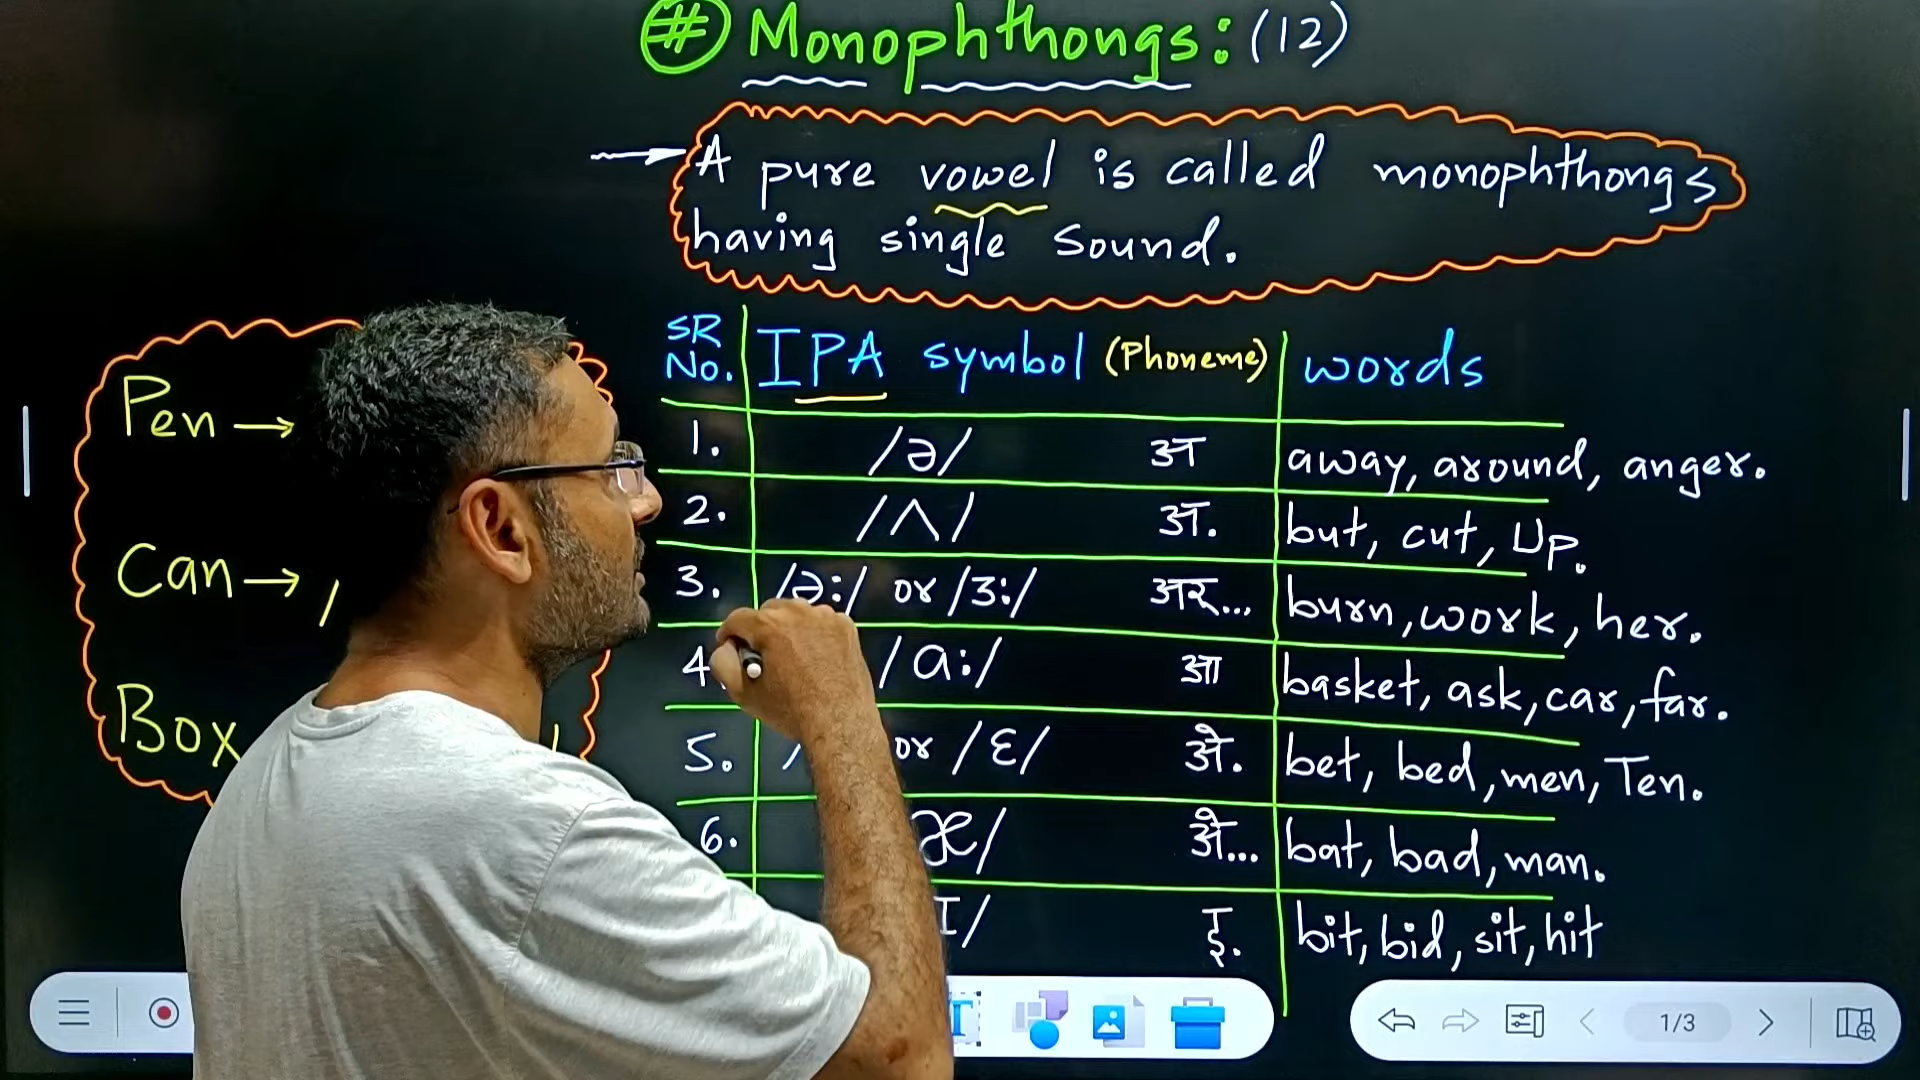 # Monophthongs: (12)
A pure vowel is called monophthongs
having single sound.
Pen →
Can → /
Box
SR No. IPA symbol (Phoneme) words
1. /ə/ अ away, around, anger.
2. /ʌ/ अ. but, cut, Up.
3. /ə:/ or /3:/ अर... burn, work, her.
4. /a:/ आ basket, ask, car, far.
5. / or /ɛ/ ऄ. bet, bed, men, Ten.
6. æ/ ऄ... bat, bad, man.
I/ इ. bit, bid, sit, hit
1/3